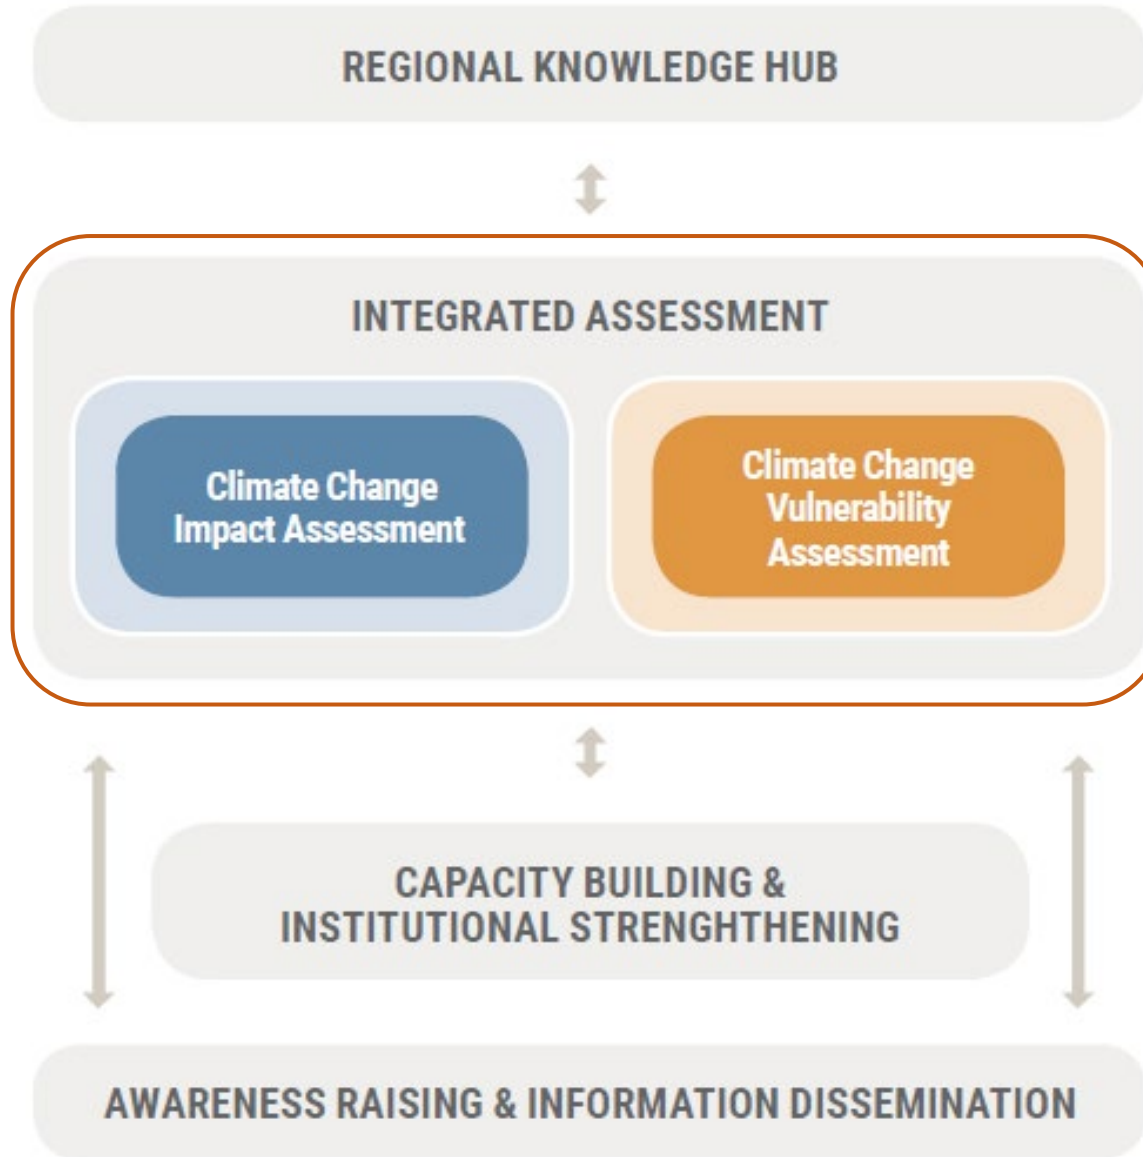 REGIONAL KNOWLEDGE HUB
INTEGRATED ASSESSMENT
Climate Change
Impact Assessment
Climate Change
Vulnerability
Assessment
CAPACITY BUILDING &
INSTITUTIONAL STRENGHTHENING
AWARENESS RAISING & INFORMATION DISSEMINATION